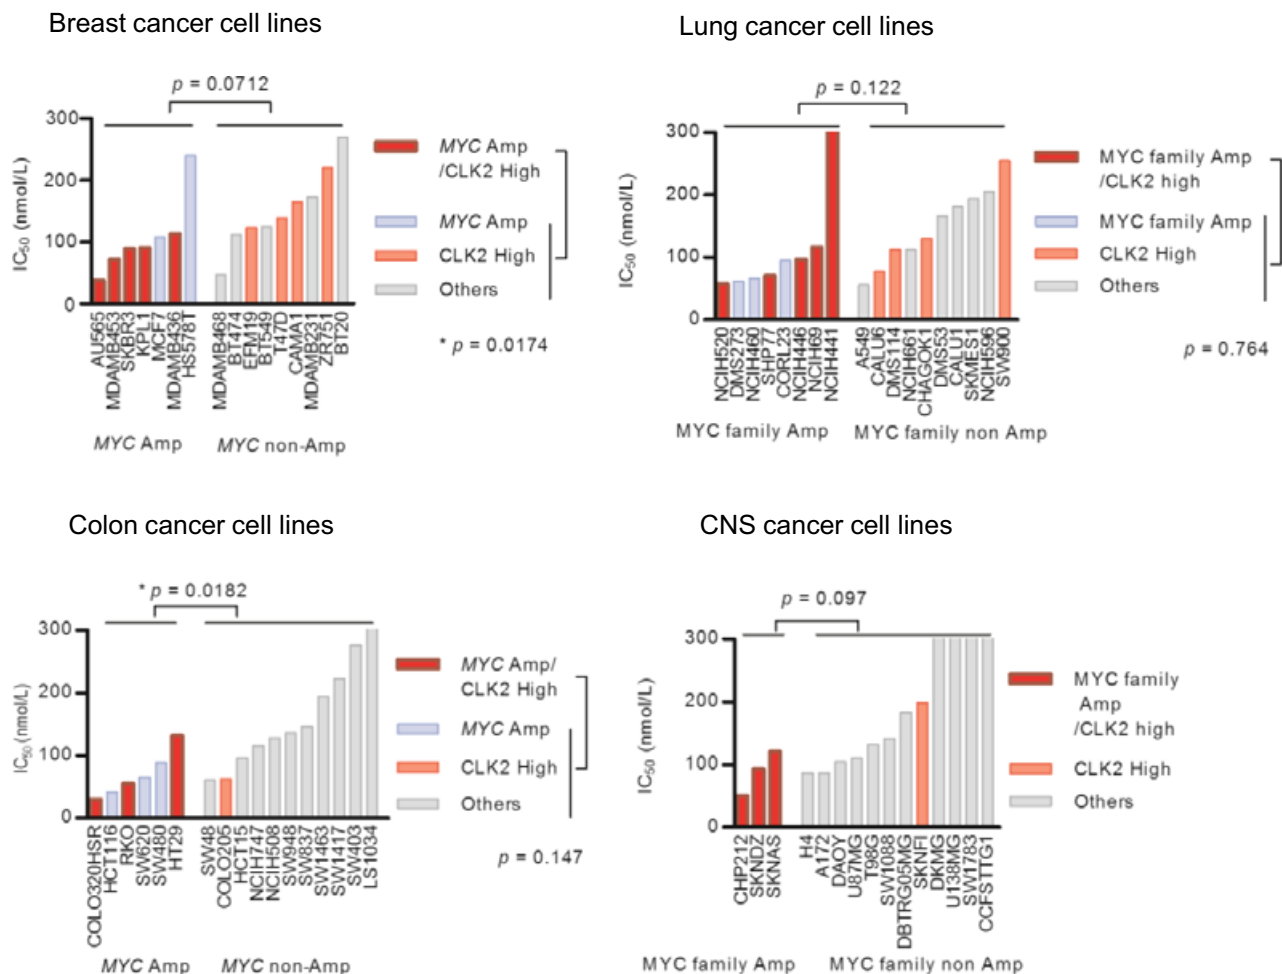 Breast cancer cell lines
p = 0.0712
300
200
100
0
IC50 (nmol/L)
AU565
MDAMB453
SKBR3
KPL1
MCF7
MDAMB436
HS578T
MDAMB468
BT474
EFM19
BT549
T47D
CAMA1
MDAMB231
ZR751
BT20
MYC Amp
MYC non-Amp
MYC Amp
/CLK2 High
MYC Amp
CLK2 High
Others
* p = 0.0174
Lung cancer cell lines
p = 0.122
300
200
100
0
IC50 (nmol/L)
NCIH520
DMS273
NCIH460
SHP77
CORL23
NCIH446
NCIH69
NCIH441
A549
CALU6
DMS114
NCIH661
CHAGOK1
DMS53
CALU1
SKMES1
NCIH596
SW900
MYC family Amp
MYC family non Amp
MYC family Amp
/CLK2 high
MYC family Amp
CLK2 High
Others
p = 0.764
Colon cancer cell lines
* p = 0.0182
300
200
100
0
IC50 (nmol/L)
COLO320HSR
HCT116
RKO
SW620
SW480
HT29
SW48
COLO205
HCT15
NCIH747
NCIH508
SW948
SW837
SW1463
SW1417
SW403
LS1034
MYC Amp
MYC non-Amp
MYC Amp/
CLK2 High
MYC Amp
CLK2 High
Others
p = 0.147
CNS cancer cell lines
p = 0.097
300
200
100
0
IC50 (nmol/L)
CHP212
SKNDZ
SKNAS
H4
A172
DAOY
U87MG
T98G
SW1088
DBTRG05MG
SKNFI
DKMG
U138MG
SW1783
CCFSTTG1
MYC family Amp
MYC family non Amp
MYC family
Amp
/CLK2 high
CLK2 High
Others